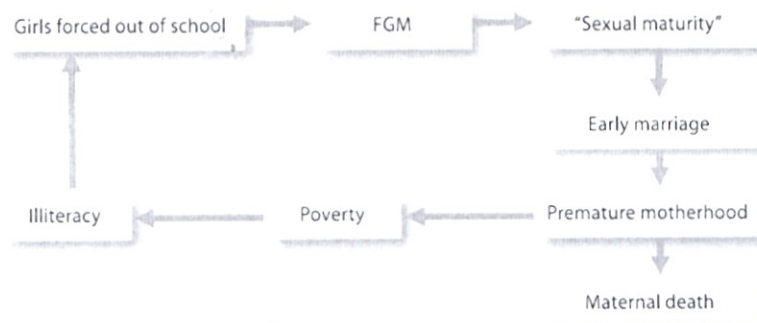 Girls forced out of school
FGM
"Sexual maturity"
Early marriage
Illiteracy
Poverty
Premature motherhood
Maternal death